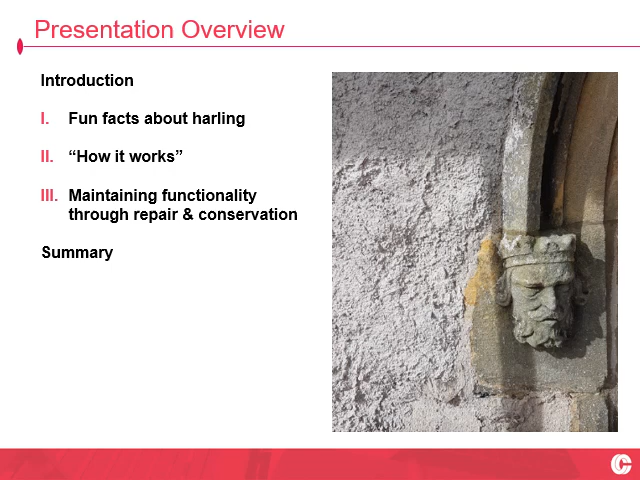 Presentation Overview
Introduction
I. Fun facts about harling
II. “How it works”
III. Maintaining functionality
through repair & conservation
Summary